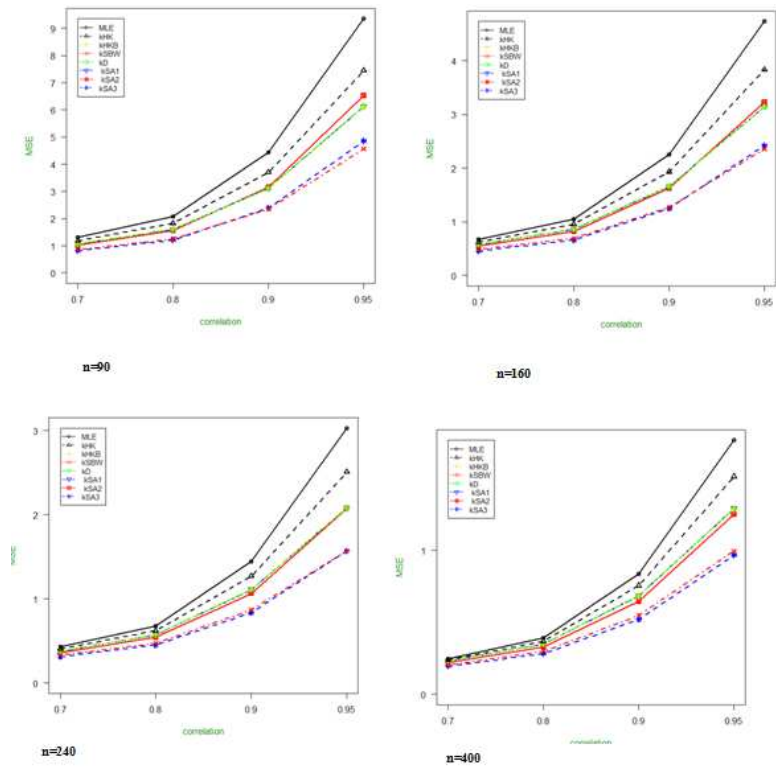 9
8
7
6
5
4
3
2
1
0
MSE
MLE
kHK
kHKB
kSBW
kD
kSA1
kSA2
kSA3
0.7 0.8 0.9 0.95
correlation
n=90
4
3
2
1
0
MSE
MLE
kHK
kHKB
kSBW
kD
kSA1
kSA2
kSA3
0.7 0.8 0.9 0.95
correlation
n=160
3
2
1
0
MSE
MLE
kHK
kHKB
kSBW
kD
kSA1
kSA2
kSA3
0.7 0.8 0.9 0.95
correlation
n=240
1
0
MSE
MLE
kHK
kHKB
kSBW
kD
kSA1
kSA2
kSA3
0.7 0.8 0.9 0.95
correlation
n=400